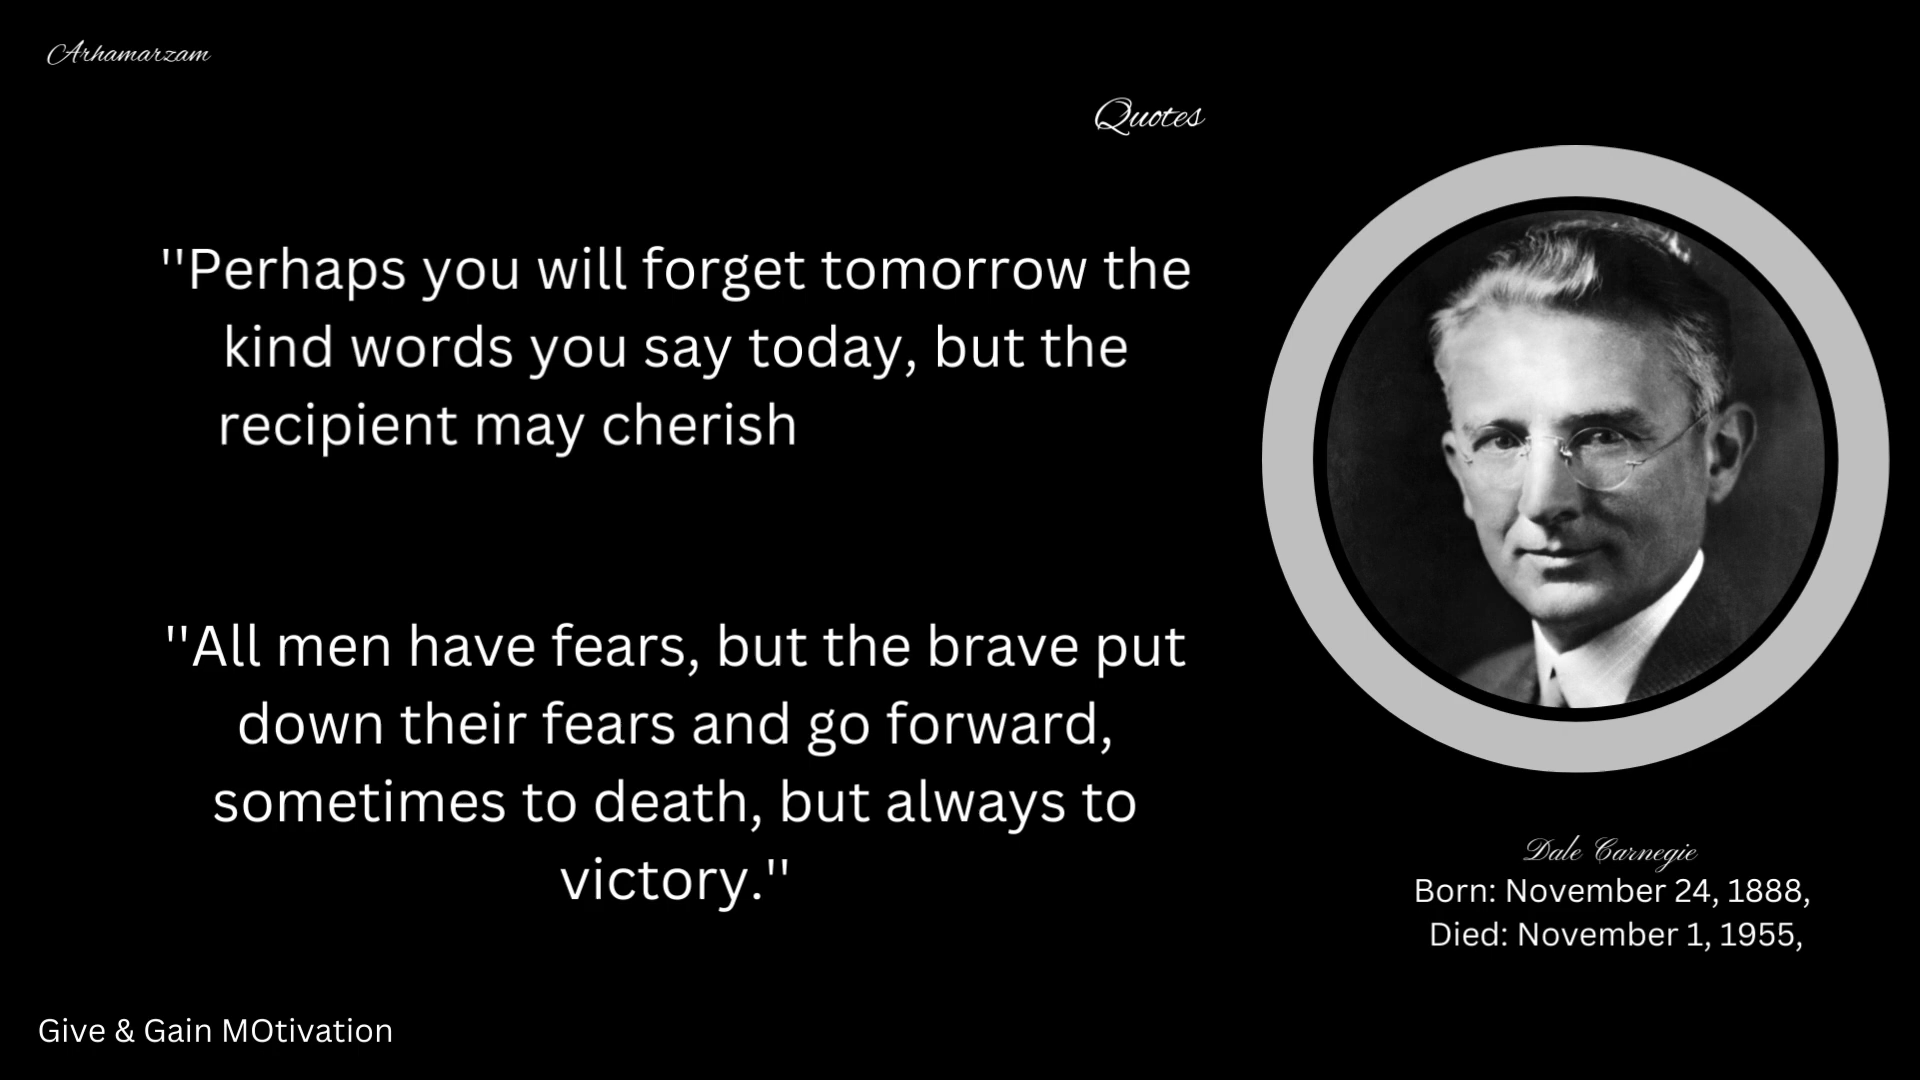 Arhamarzam
Quotes
"Perhaps you will forget tomorrow the
kind words you say today, but the
recipient may cherish
"All men have fears, but the brave put
down their fears and go forward,
sometimes to death, but always to
victory."
Dale Carnegie
Born: November 24, 1888,
Died: November 1, 1955,
Give & Gain MOtivation